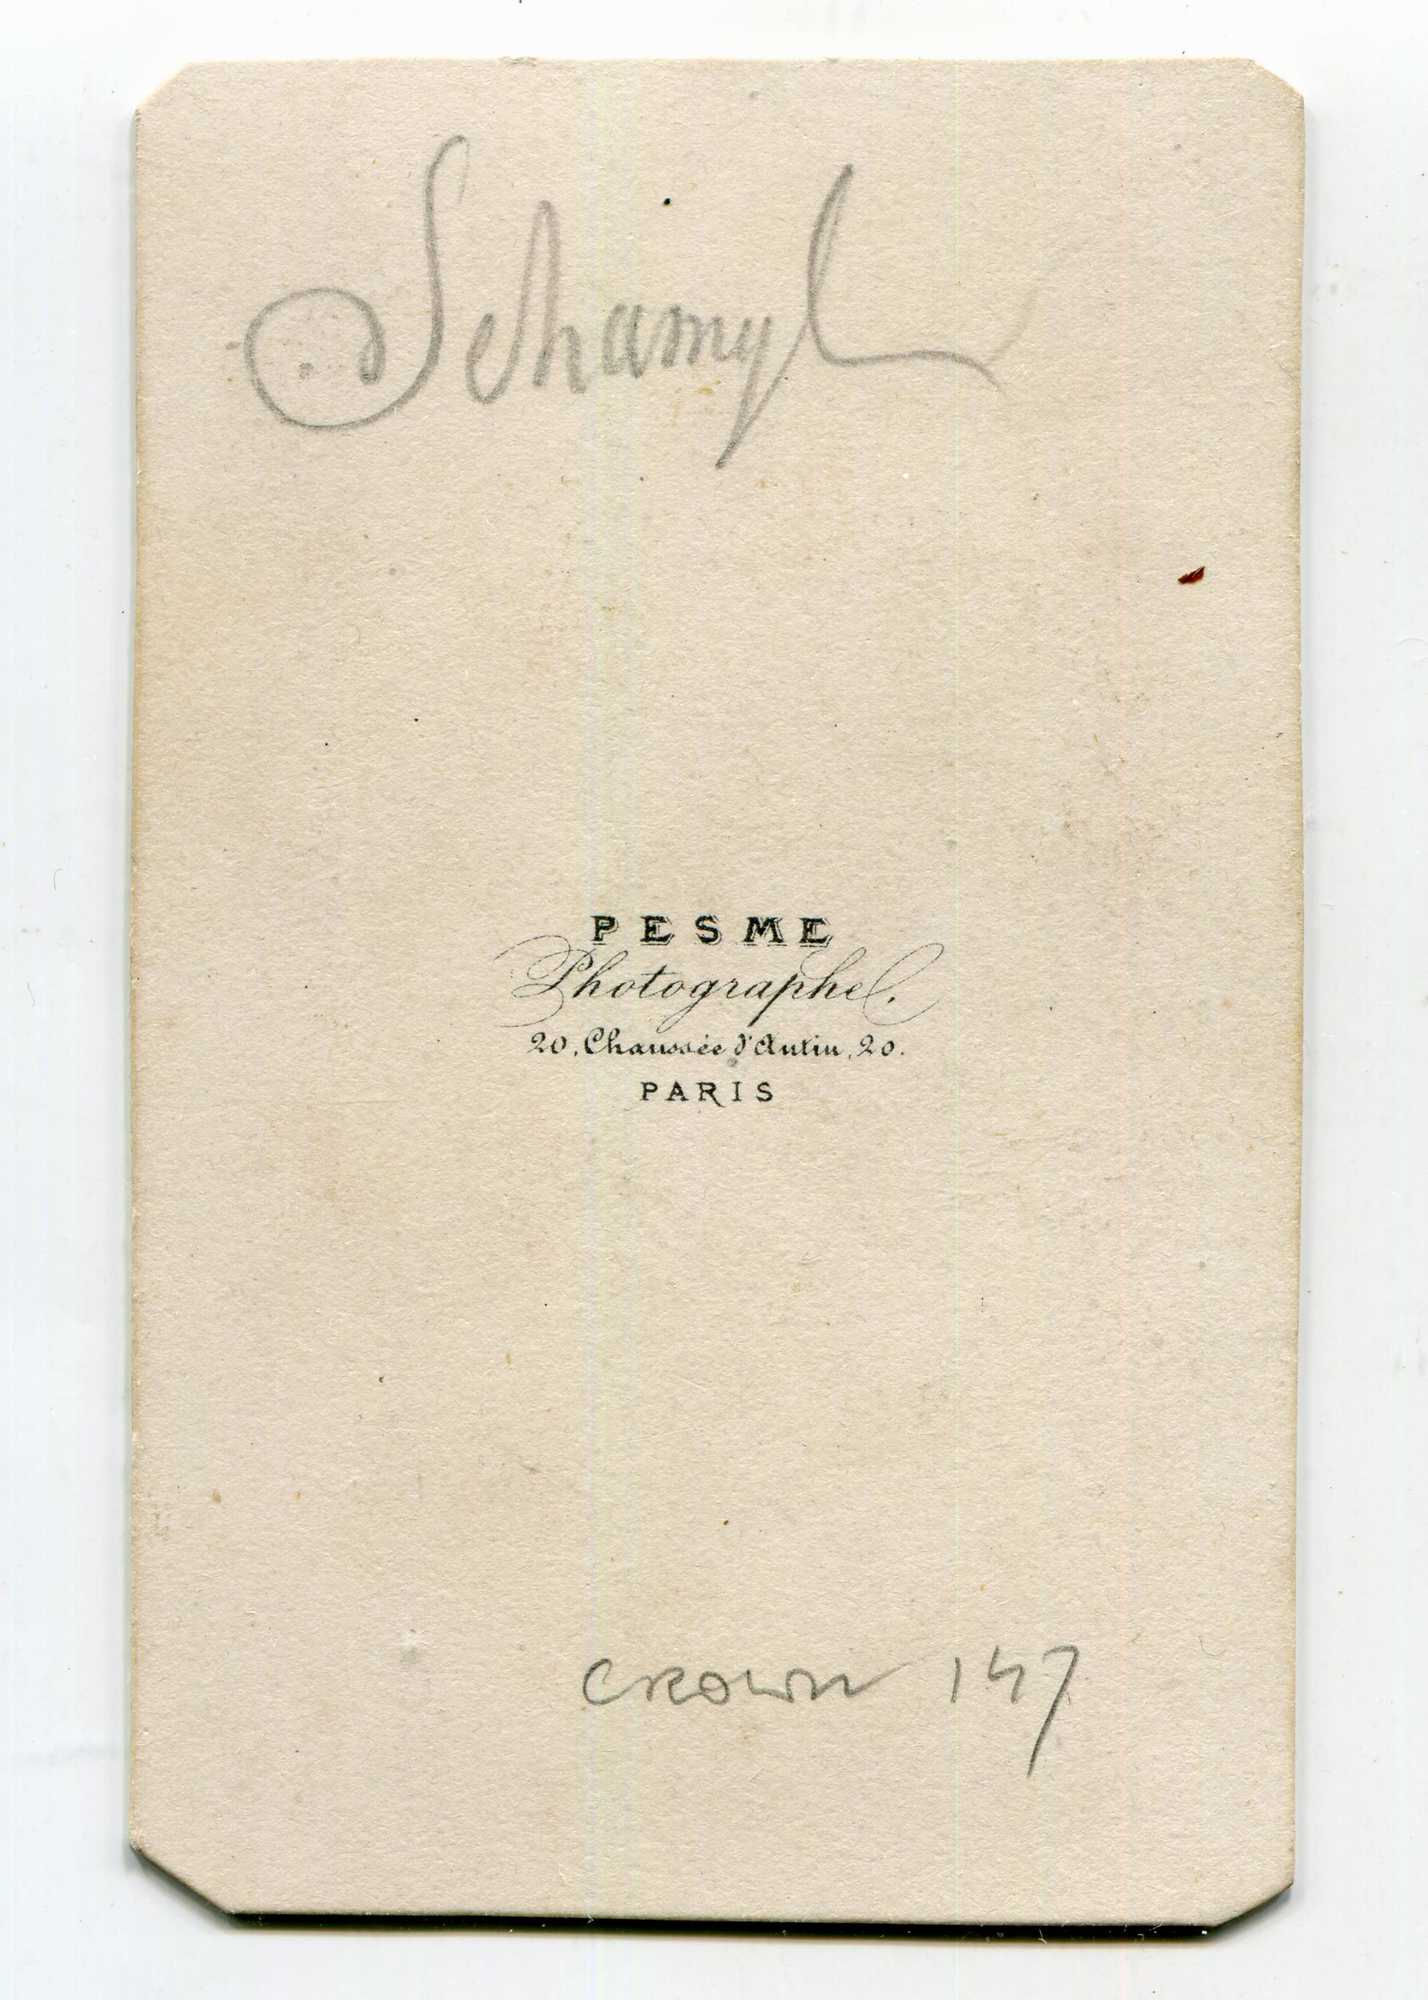 Schamyl
PESME
Photographe.
20, Chaussée d'Antin, 20.
PARIS
CROWN 147